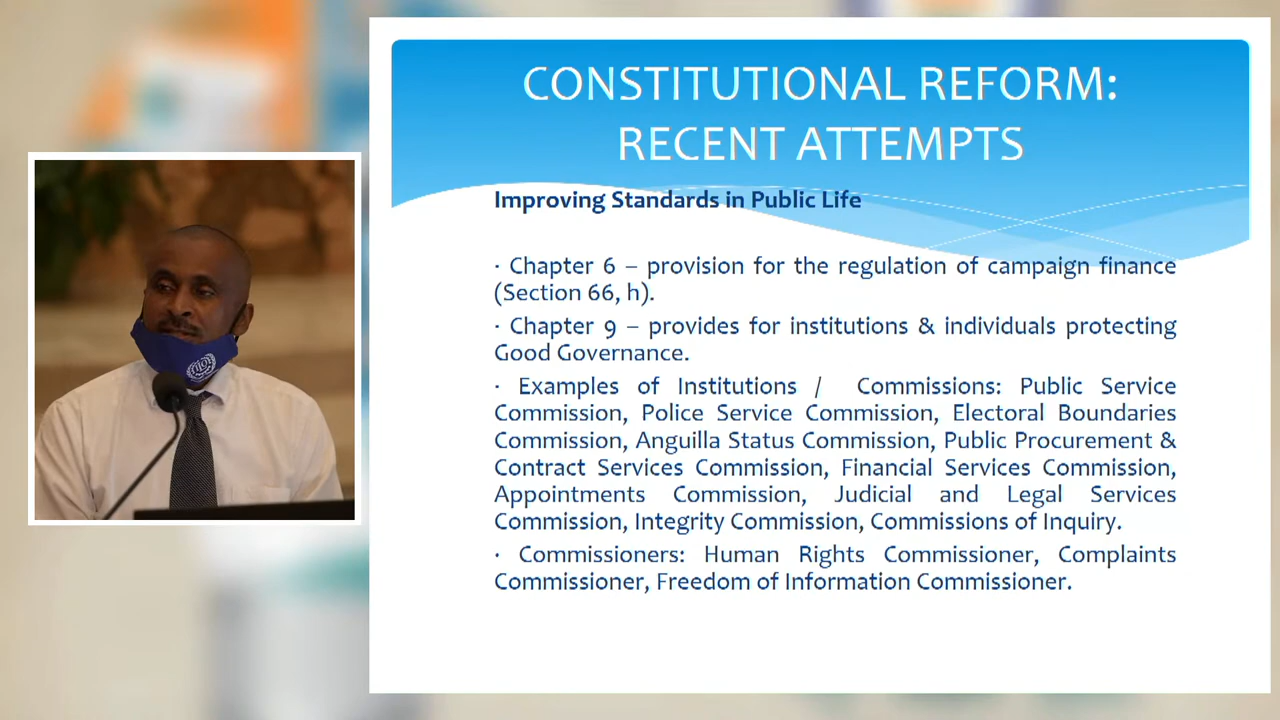 CONSTITUTIONAL REFORM:
RECENT ATTEMPTS
Improving Standards in Public Life
· Chapter 6 – provision for the regulation of campaign finance
(Section 66, h).
· Chapter 9 – provides for institutions & individuals protecting
Good Governance.
· Examples of Institutions / Commissions: Public Service
Commission, Police Service Commission, Electoral Boundaries
Commission, Anguilla Status Commission, Public Procurement &
Contract Services Commission, Financial Services Commission,
Appointments Commission, Judicial and Legal Services
Commission, Integrity Commission, Commissions of Inquiry.
· Commissioners: Human Rights Commissioner, Complaints
Commissioner, Freedom of Information Commissioner.